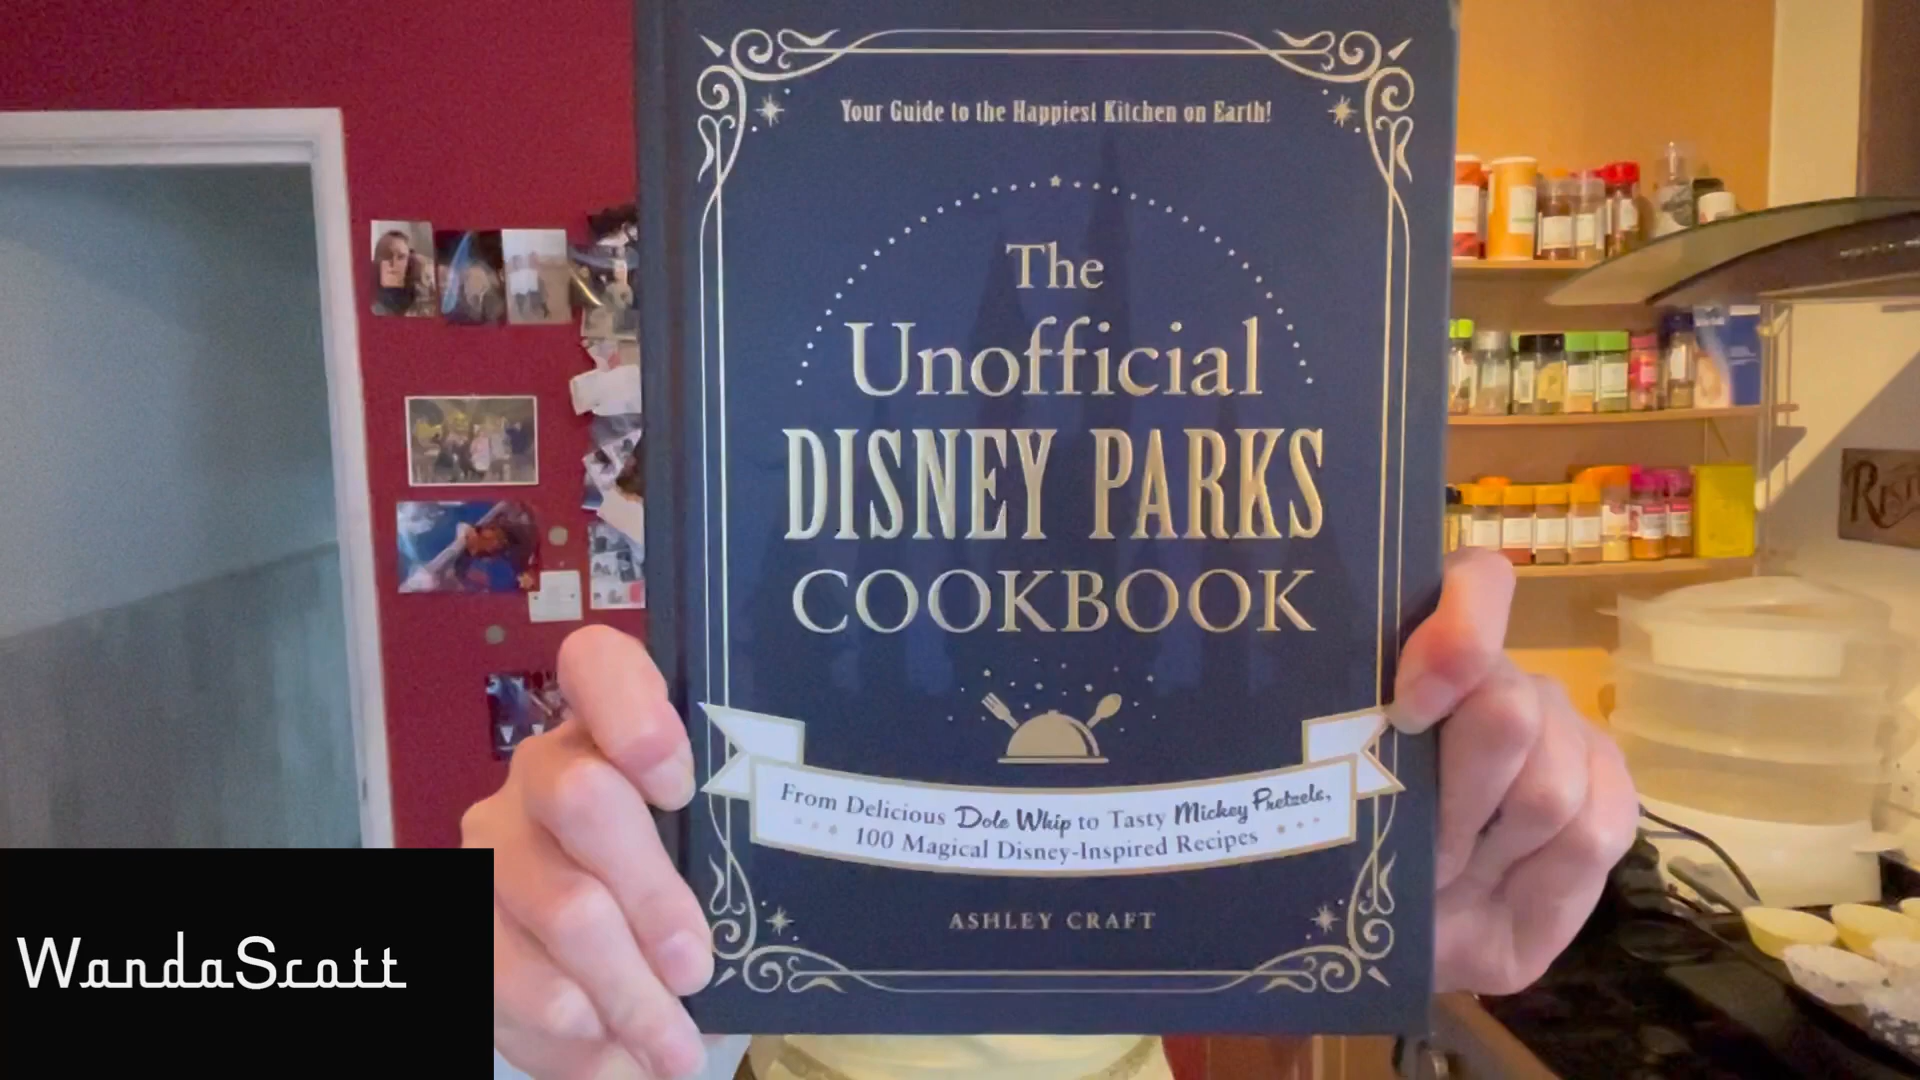 Your Guide to the Happiest Kitchen on Earth!
The
Unofficial
DISNEY PARKS
COOKBOOK
From Delicious Dole Whip to Tasty Mickey Pretzels,
100 Magical Disney-Inspired Recipes
ASHLEY CRAFT
WandaScott